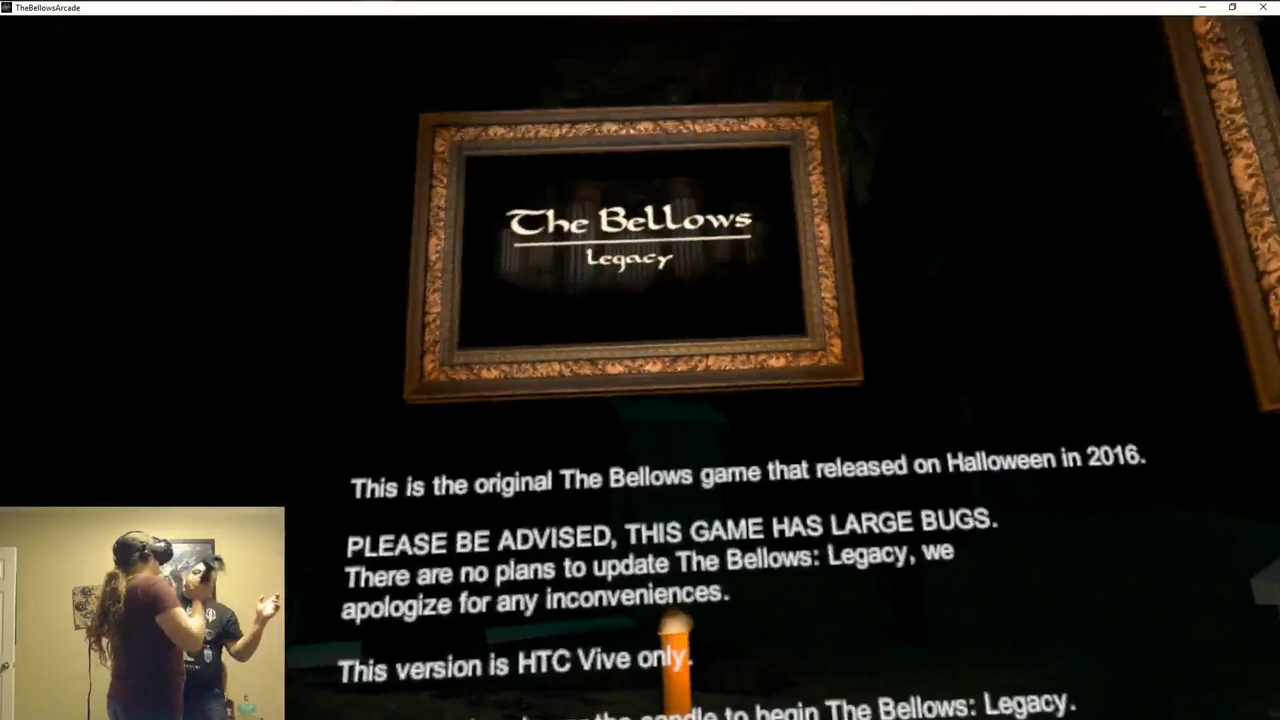 TheBellowsArcade
The Bellows
Legacy
This is the original The Bellows game that released on Halloween in 2016.
PLEASE BE ADVISED, THIS GAME HAS LARGE BUGS.
There are no plans to update The Bellows: Legacy, we
apologize for any inconveniences.
This version is HTC Vive only.
the candle to begin The Bellows: Legacy.